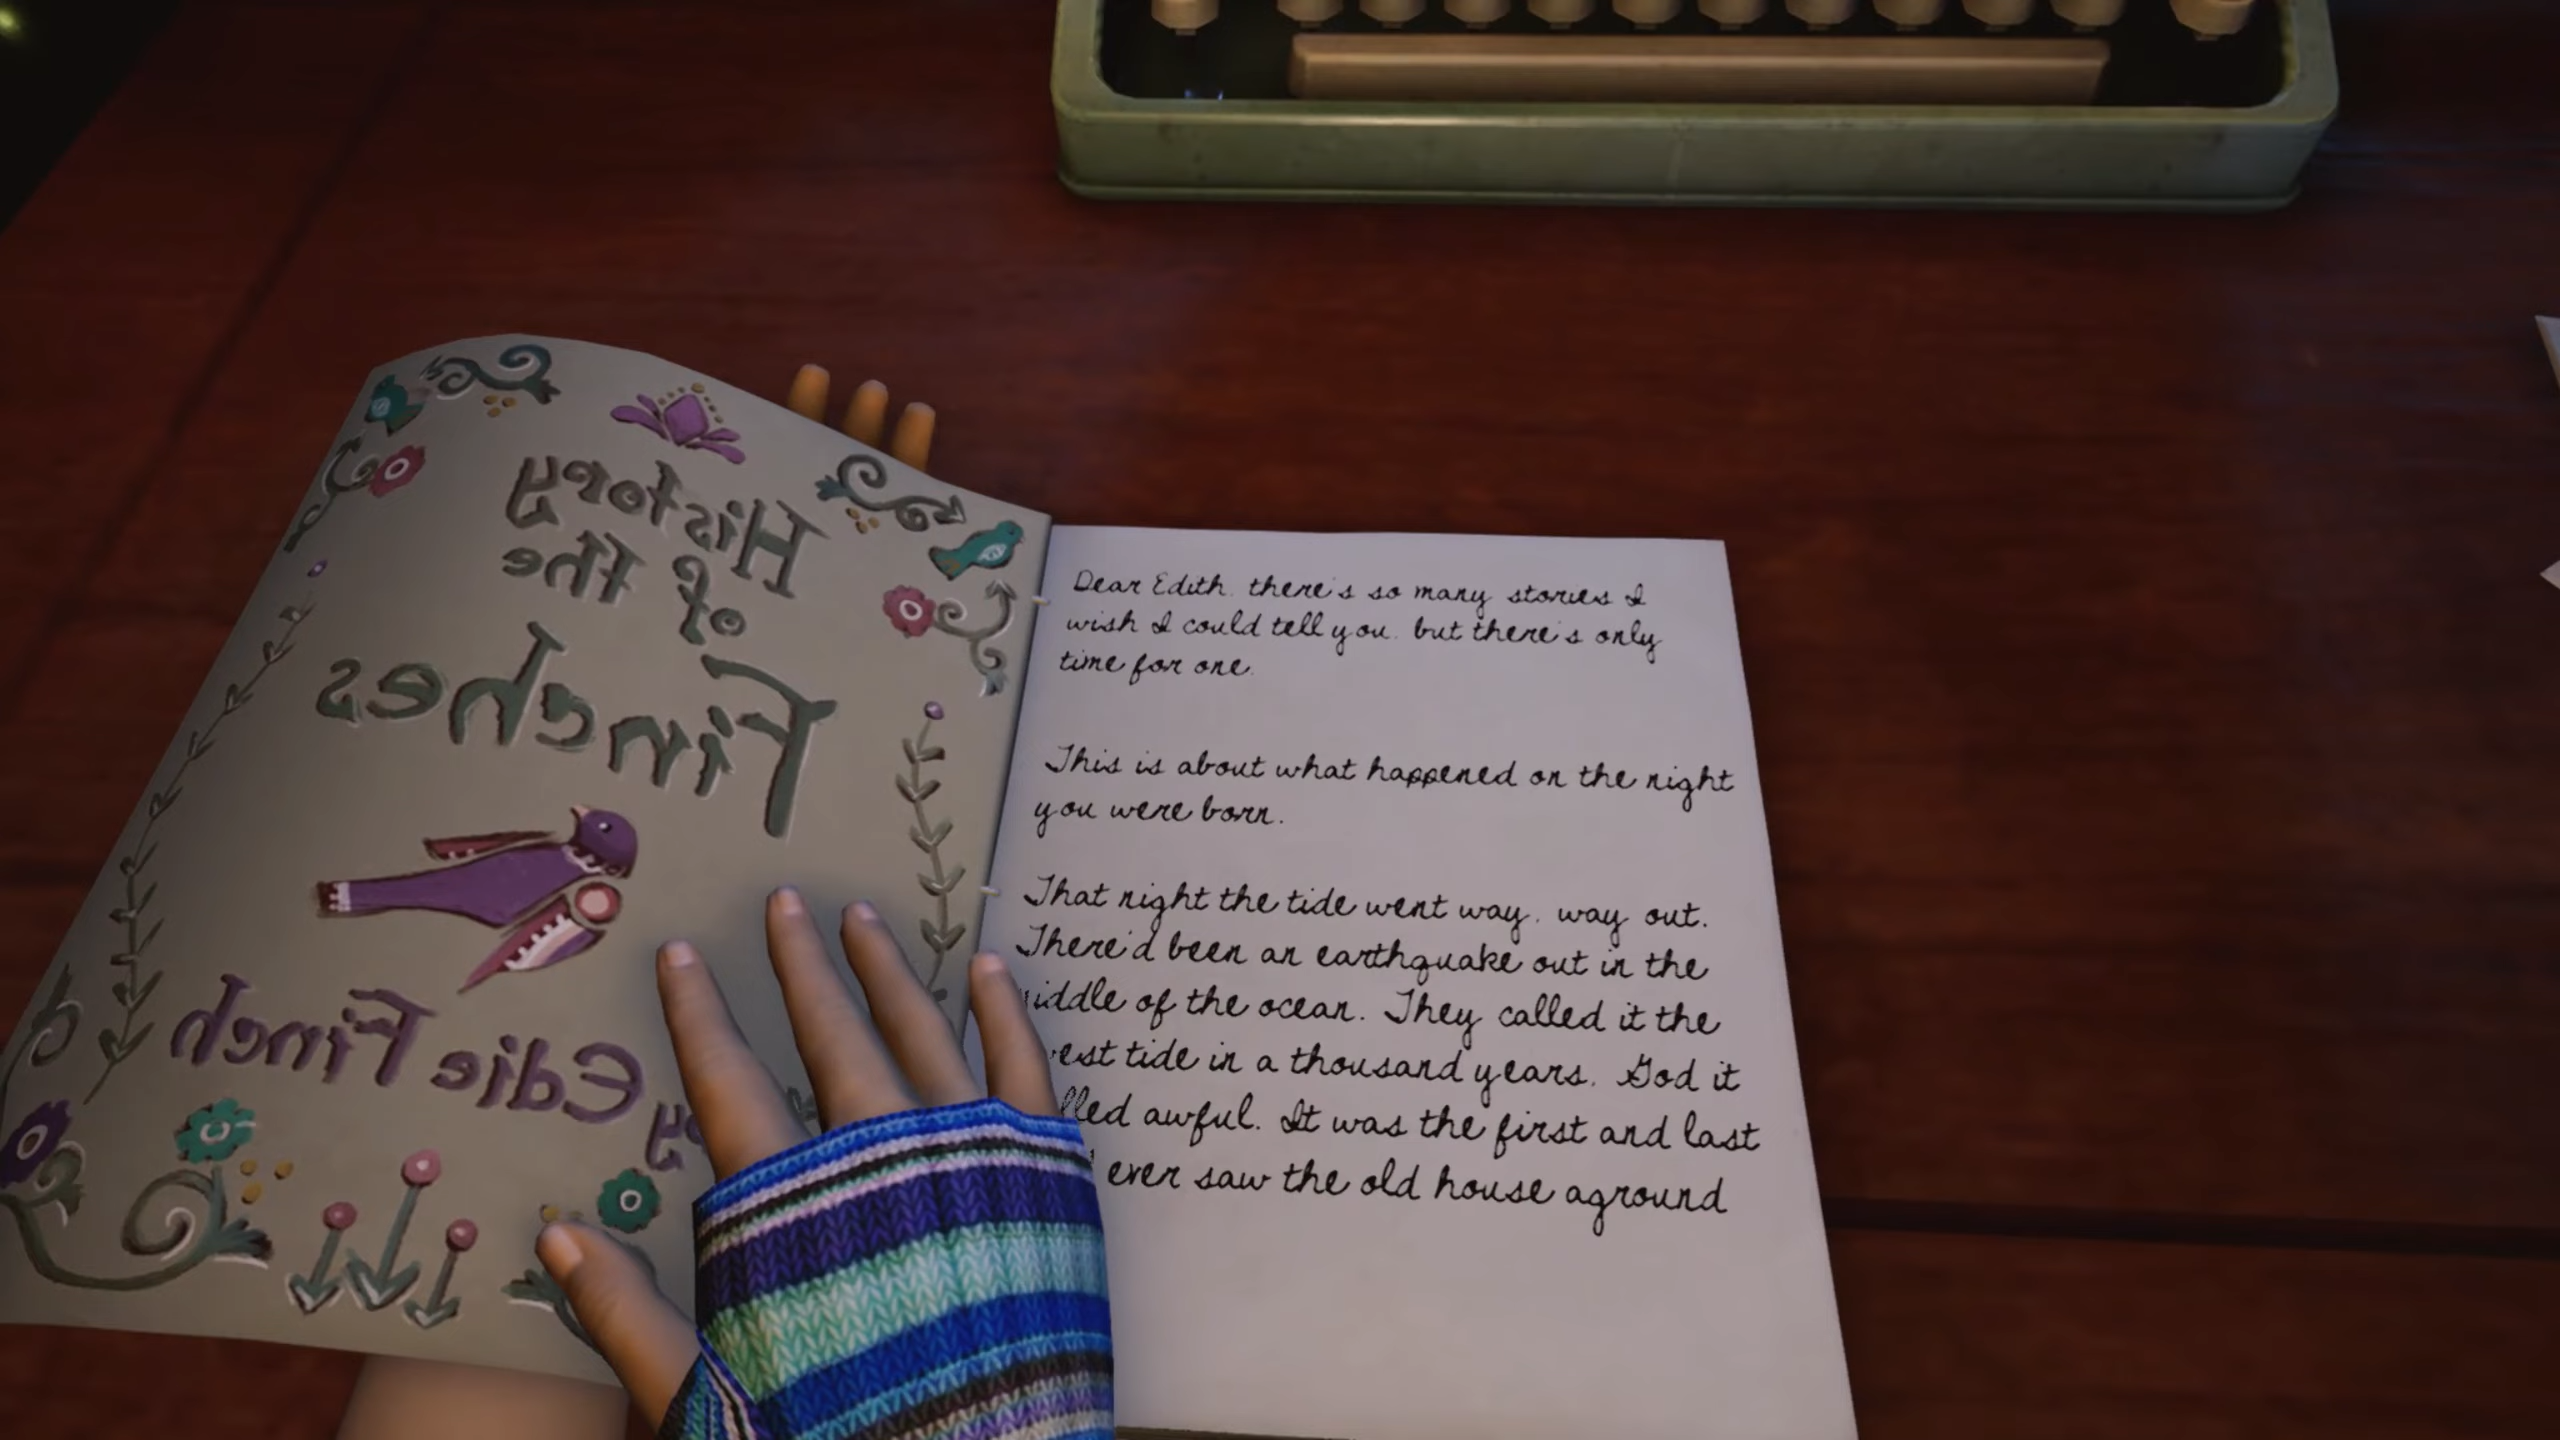 History
of the
Finches
Edie Finch
Dear Edith, there's so many stories I
wish I could tell you, but there's only
time for one.
This is about what happened on the night
you were born.
That night the tide went way, way out.
There'd been an earthquake out in the
of the ocean. They called it the
tide in a thousand years. God it
awful. It was the first and last
ever saw the old house aground